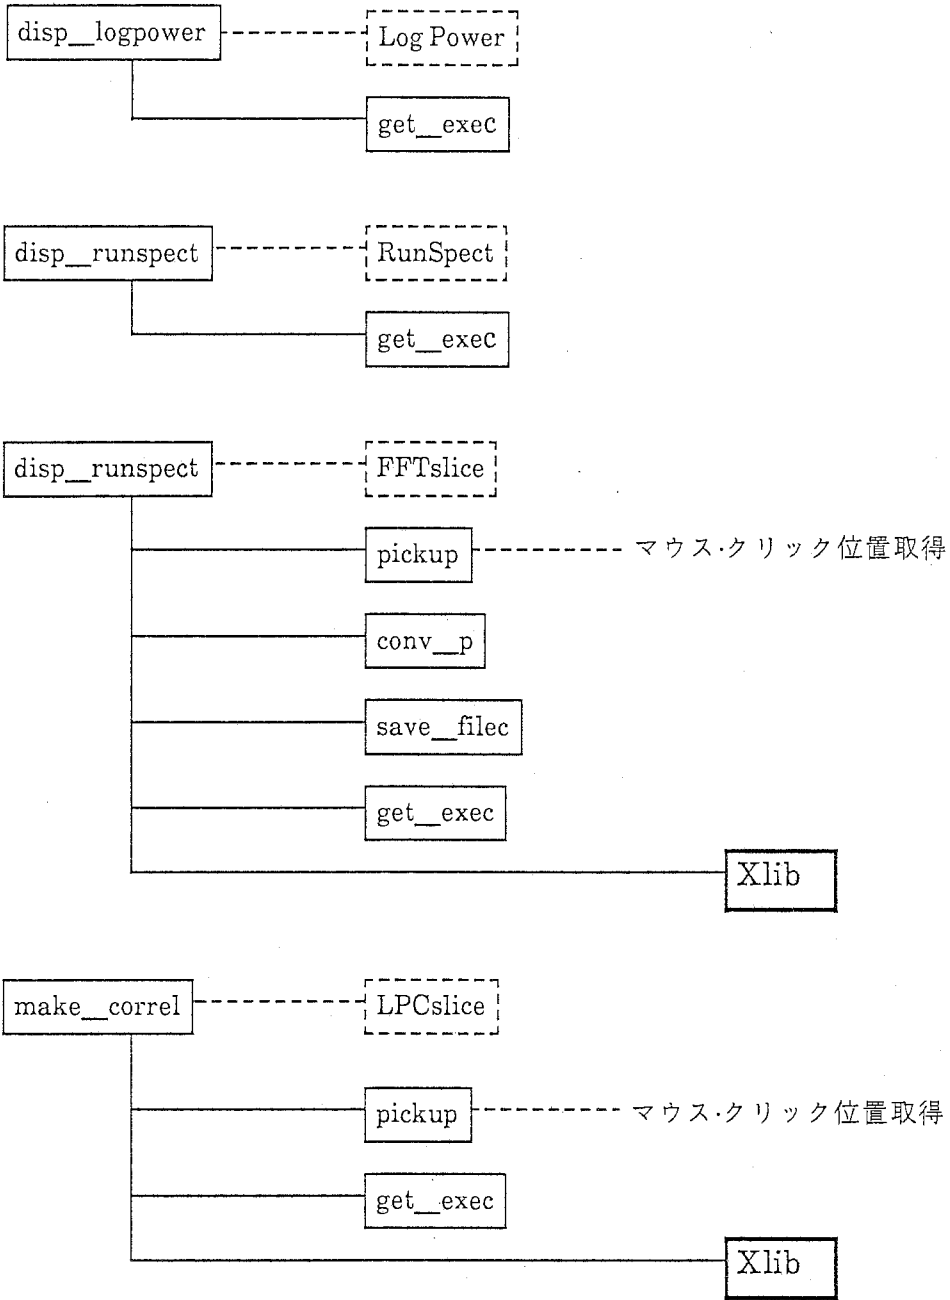 disp__logpower
Log Power
get__exec
disp__runspect
RunSpect
get__exec
disp__runspect
FFTslice
pickup
マウス・クリック位置取得
conv__p
save__filec
get__exec
Xlib
make__correl
LPCslice
pickup
マウス・クリック位置取得
get__exec
Xlib